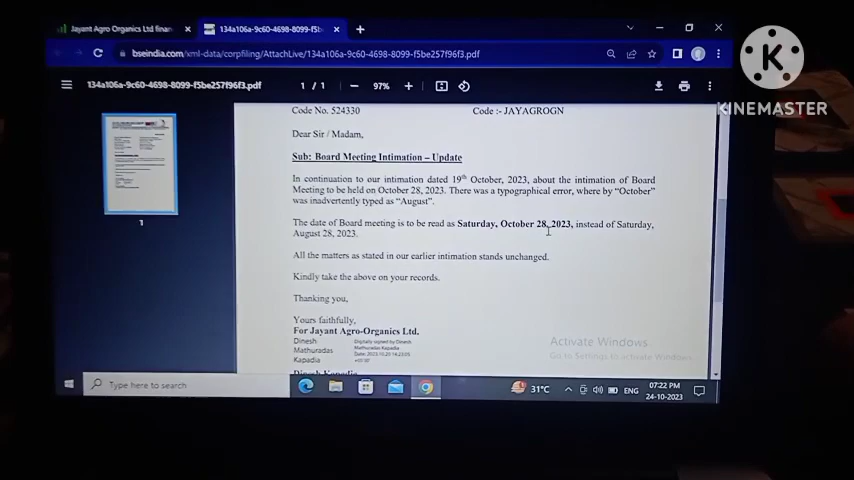 Jayant Agro Organics Ltd finan
134a106a-9c60-4698-8099-f5b
bseindia.com/xml-data/corpfiling/AttachLive/134a106a-9c60-4698-8099-f5be257f96f3.pdf
134a106a-9c60-4698-8099-f5be257f96f3.pdf
1 / 1
97%
K
KINEMASTER
Code No. 524330 Code :- JAYAGROGN
Dear Sir / Madam,
Sub: Board Meeting Intimation – Update
In continuation to our intimation dated 19th October, 2023, about the intimation of Board
Meeting to be held on October 28, 2023. There was a typographical error, where by “October”
was inadvertently typed as “August”.
The date of Board meeting is to be read as Saturday, October 28, 2023, instead of Saturday,
August 28, 2023.
All the matters as stated in our earlier intimation stands unchanged.
Kindly take the above on your records.
Thanking you,
Yours faithfully,
For Jayant Agro-Organics Ltd.
Dinesh
Mathuradas
Kapadia
Digitally signed by Dinesh
Mathuradas Kapadia
1
Activate Windows
Go to Settings to activate Windows.
Type here to search
31°C
ENG
07:22 PM
24-10-2023